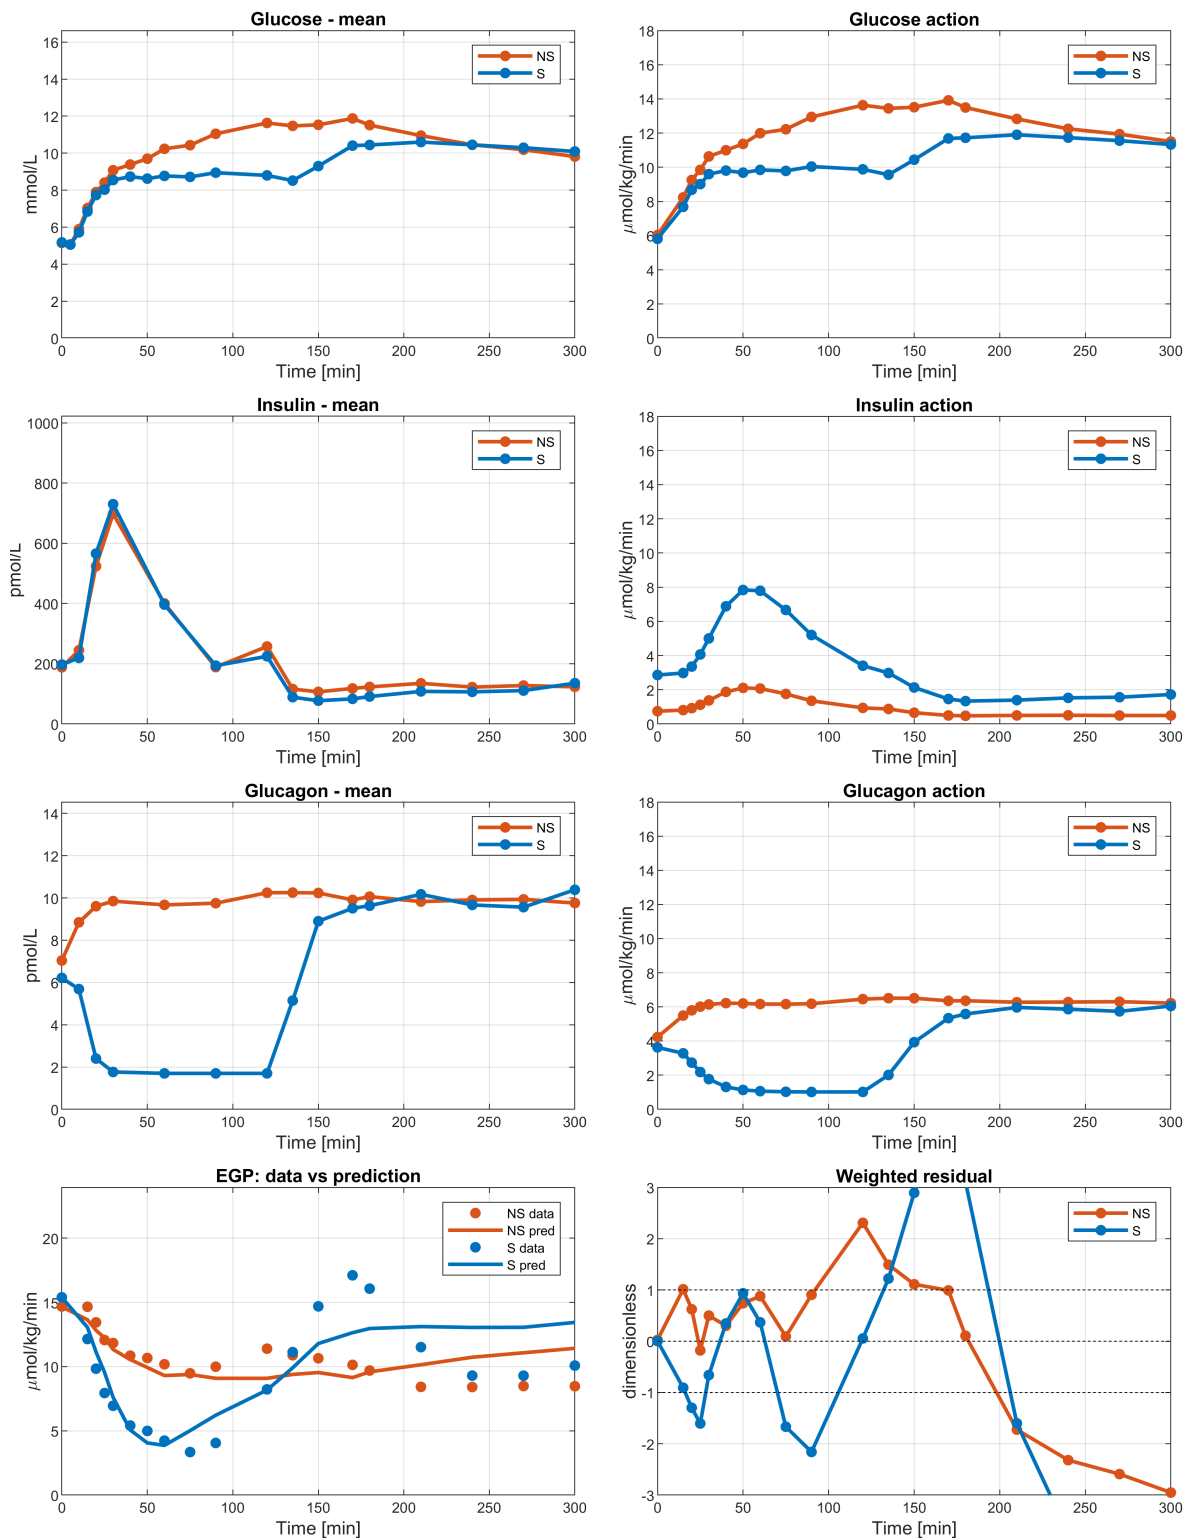 Glucose - mean
16
14
12
10
8
6
4
2
0
mmol/L
NS
S
0 50 100 150 200 250 300
Time [min]
Glucose action
18
16
14
12
10
8
6
4
2
0
μmol/kg/min
NS
S
0 50 100 150 200 250 300
Time [min]
Insulin - mean
1000
800
600
400
200
0
pmol/L
NS
S
0 50 100 150 200 250 300
Time [min]
Insulin action
18
16
14
12
10
8
6
4
2
0
μmol/kg/min
NS
S
0 50 100 150 200 250 300
Time [min]
Glucagon - mean
14
12
10
8
6
4
2
0
pmol/L
NS
S
0 50 100 150 200 250 300
Time [min]
Glucagon action
18
16
14
12
10
8
6
4
2
0
μmol/kg/min
NS
S
0 50 100 150 200 250 300
Time [min]
EGP: data vs prediction
20
15
10
5
0
μmol/kg/min
NS data
NS pred
S data
S pred
0 50 100 150 200 250 300
Time [min]
Weighted residual
3
2
1
0
-1
-2
-3
dimensionless
NS
S
0 50 100 150 200 250 300
Time [min]